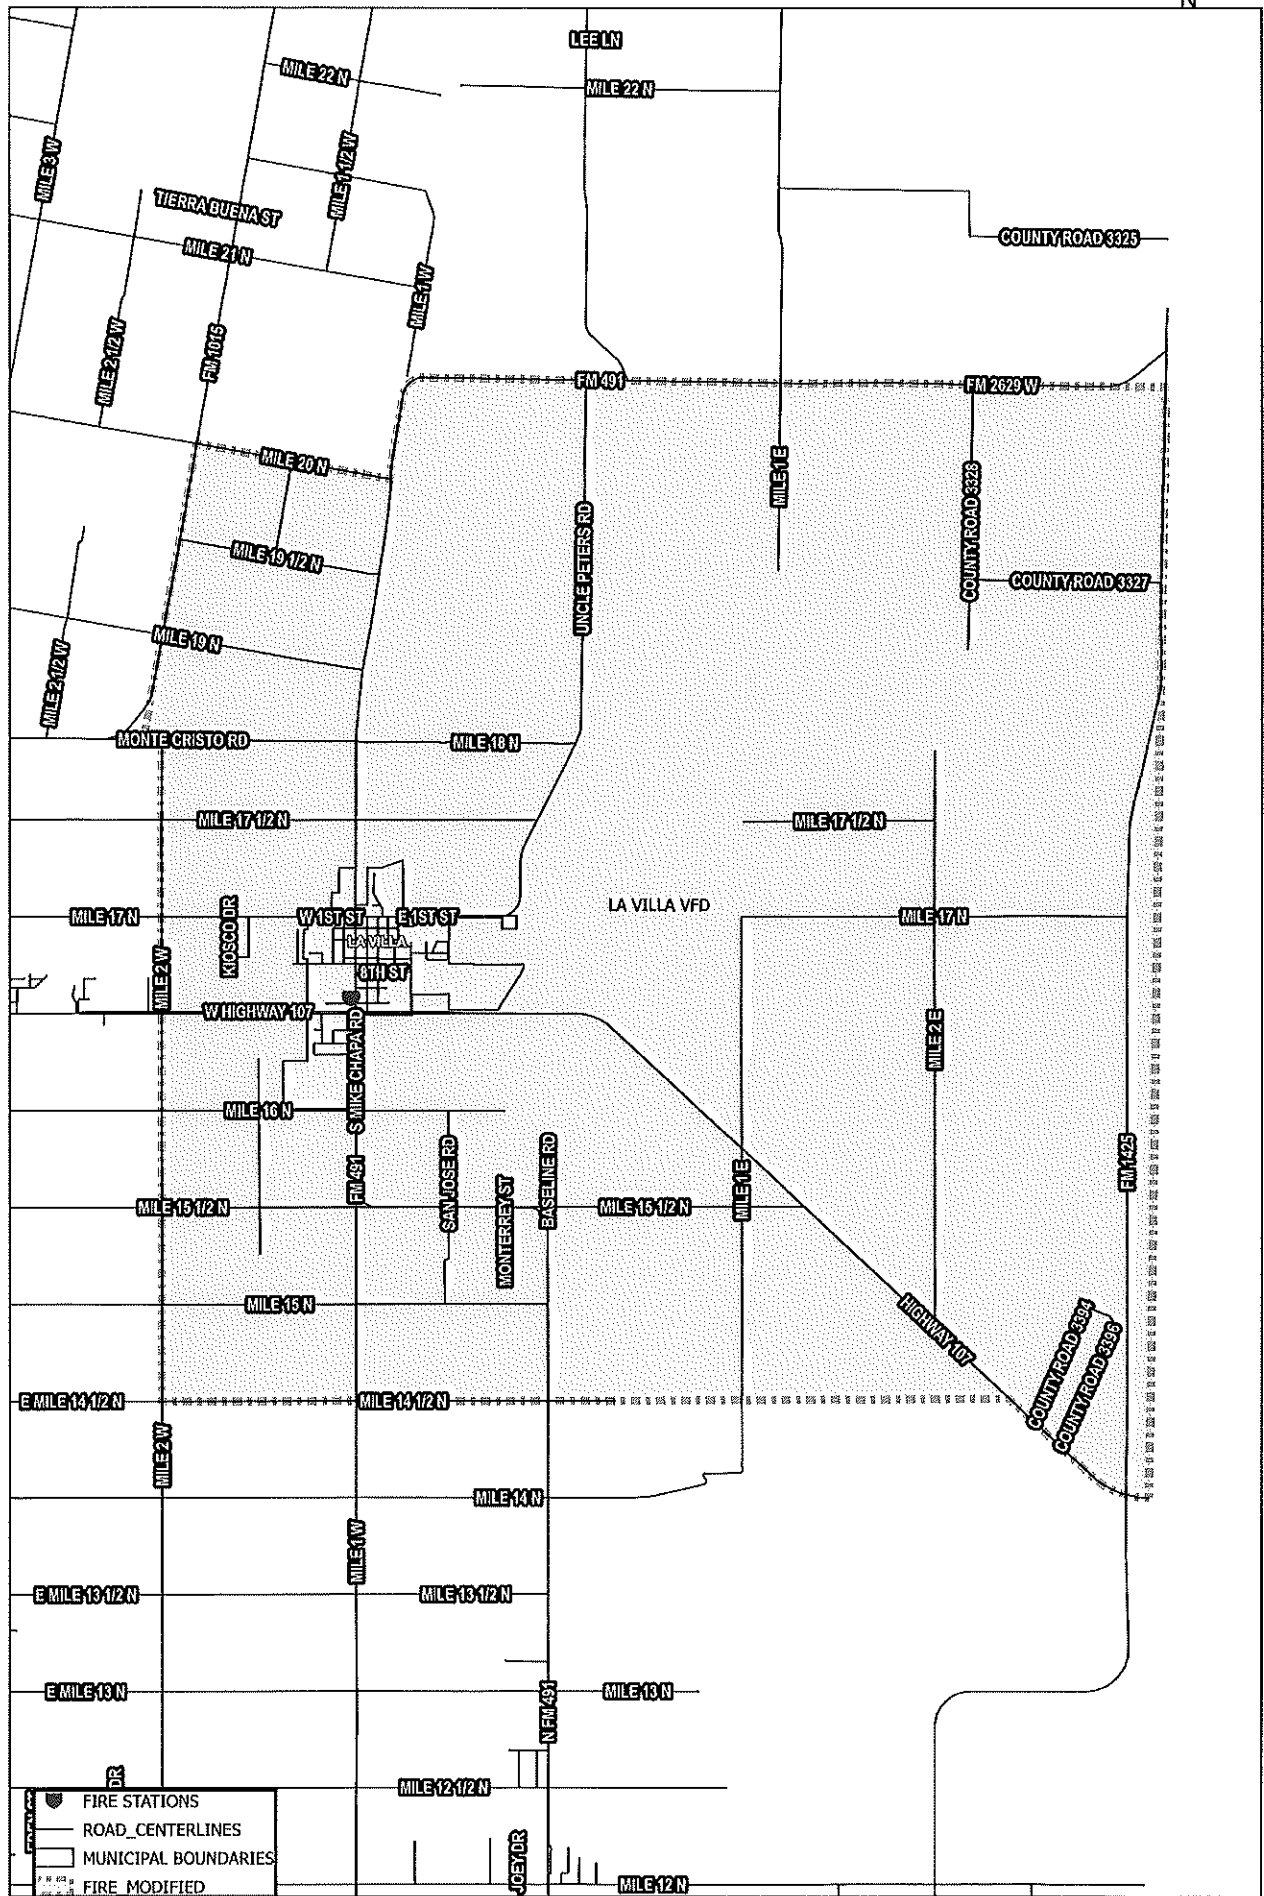 N
LEE LN
MILE 22 N
MILE 22 N
MILE 3 W
MILE 1 1/2 W
TIERRA BUENA ST
MILE 21 N
COUNTY ROAD 3325
MILE 1 W
MILE 2 1/2 W
FM 1015
FM 491
FM 2629 W
MILE 20 N
MILE 1 E
COUNTY ROAD 3328
MILE 19 1/2 N
UNCLE PETERS RD
COUNTY ROAD 3327
MILE 19 N
MILE 2 1/2 W
MONTE CRISTO RD
MILE 18 N
MILE 17 1/2 N
MILE 17 1/2 N
LA VILLA VFD
MILE 17 N
KIOSCO DR
W 1ST ST
E 1ST ST
MILE 17 N
LA VILLA
8TH ST
MILE 2 W
W HIGHWAY 107
S MIKE CHAPA RD
MILE 2 E
MILE 16 N
FM 491
SAN JOSE RD
MONTERREY ST
BASELINE RD
MILE 1 E
FM 1425
MILE 15 1/2 N
MILE 15 1/2 N
MILE 15 N
HIGHWAY 107
COUNTY ROAD 3394
COUNTY ROAD 3396
E MILE 14 1/2 N
MILE 14 1/2 N
MILE 2 W
MILE 14 N
MILE 1 W
E MILE 13 1/2 N
MILE 13 1/2 N
E MILE 13 N
MILE 13 N
N FM 491
MILE 12 1/2 N
DR
JOEY DR
MILE 12 N
FIRE STATIONS
ROAD_CENTERLINES
MUNICIPAL BOUNDARIES
FIRE_MODIFIED